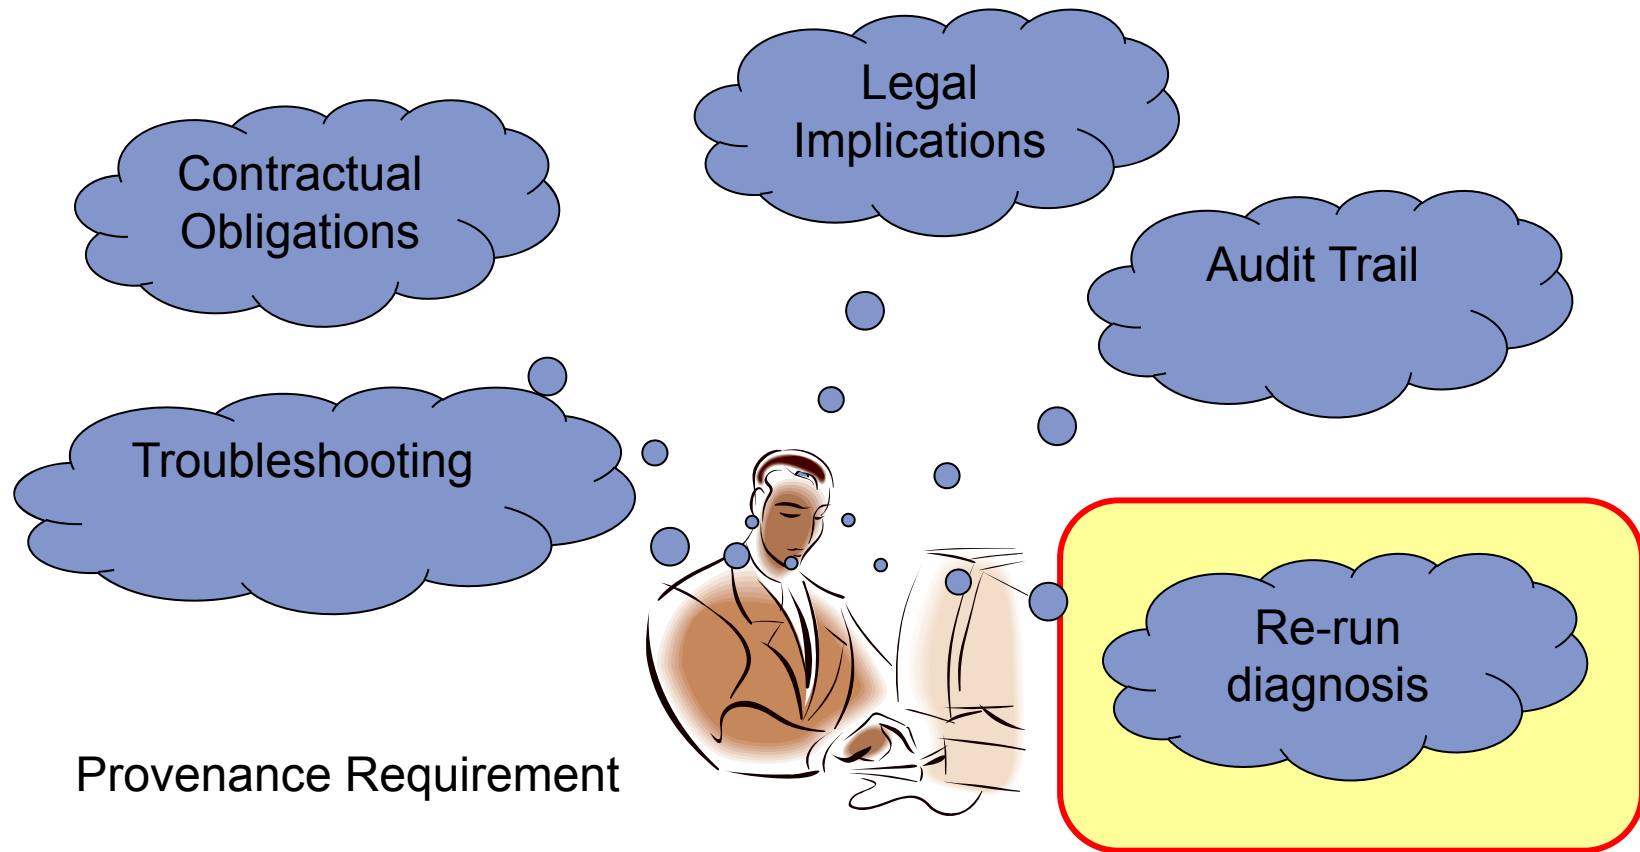 Legal
Implications
Contractual
Obligations
Audit Trail
Troubleshooting
Re-run
diagnosis
Provenance Requirement